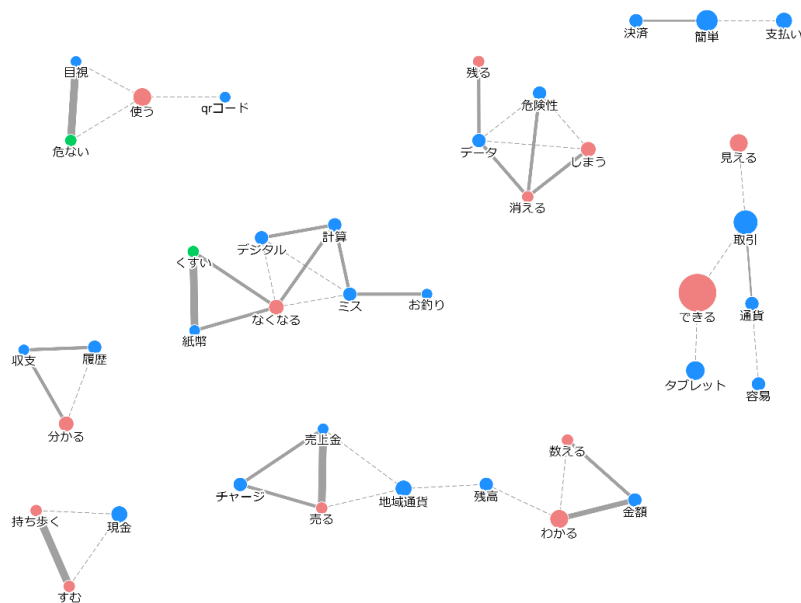 決済
簡単
支払い
目視
使う
qrコード
危ない
残る
危険性
データ
しまう
消える
見える
取引
できる
通貨
タブレット
容易
くすい
デジタル
計算
紙幣
なくなる
ミス
お釣り
収支
履歴
分かる
売上金
チャージ
売る
地域通貨
残高
数える
わかる
金額
持ち歩く
現金
すむ